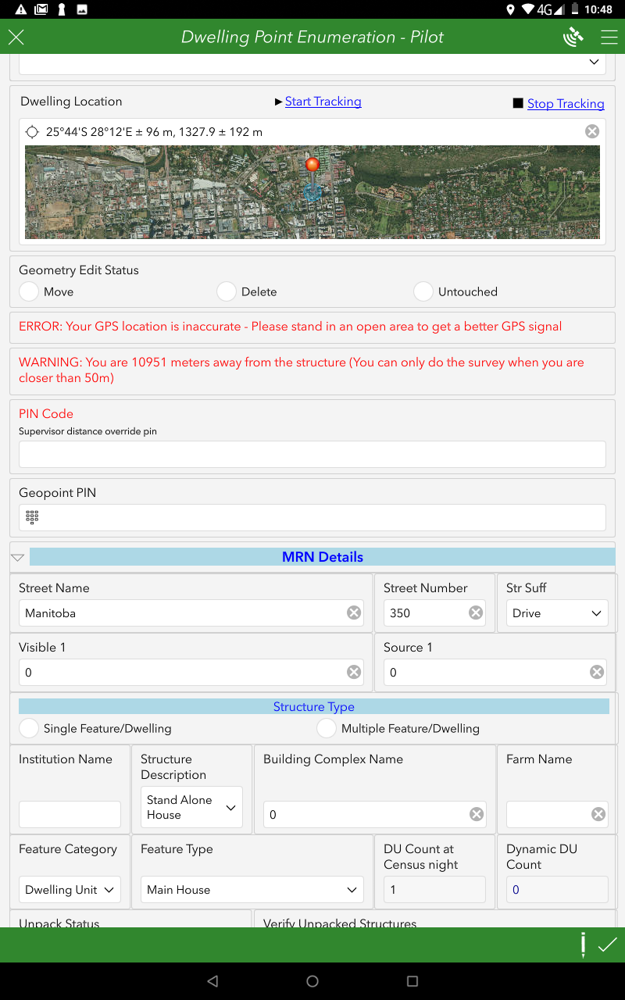 4G 10:48
Dwelling Point Enumeration - Pilot
Dwelling Location Start Tracking Stop Tracking
25°44'S 28°12'E ± 96 m, 1327.9 ± 192 m
Geometry Edit Status
Move Delete Untouched
ERROR: Your GPS location is inaccurate - Please stand in an open area to get a better GPS signal
WARNING: You are 10951 meters away from the structure (You can only do the survey when you are
closer than 50m)
PIN Code
Supervisor distance override pin
Geopoint PIN
MRN Details
Street Name Street Number Str Suff
Manitoba 350 Drive
Visible 1 Source 1
0 0
Structure Type
Single Feature/Dwelling Multiple Feature/Dwelling
Institution Name Structure Building Complex Name Farm Name
Description
Stand Alone
House 0
Feature Category Feature Type DU Count at Dynamic DU
Census night Count
Dwelling Unit Main House 1 0
Unpack Status Verify Unpacked Structures